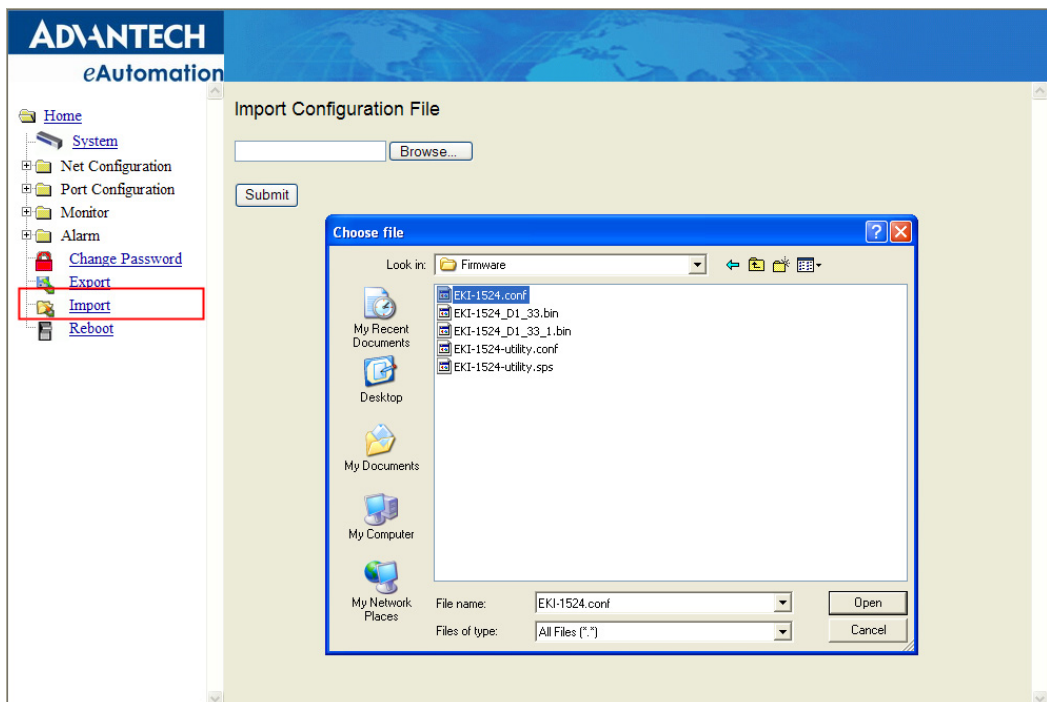 ADVANTECH
eAutomation
Home
System
Net Configuration
Port Configuration
Monitor
Alarm
Change Password
Export
Import
Reboot
Import Configuration File
Browse...
Submit
Choose file
Look in: Firmware
My Recent Documents
Desktop
My Documents
My Computer
My Network Places
EKI-1524.conf
EKI-1524_D1_33.bin
EKI-1524_D1_33_1.bin
EKI-1524-utility.conf
EKI-1524-utility.sps
File name: EKI-1524.conf Open
Files of type: All Files (*.*) Cancel